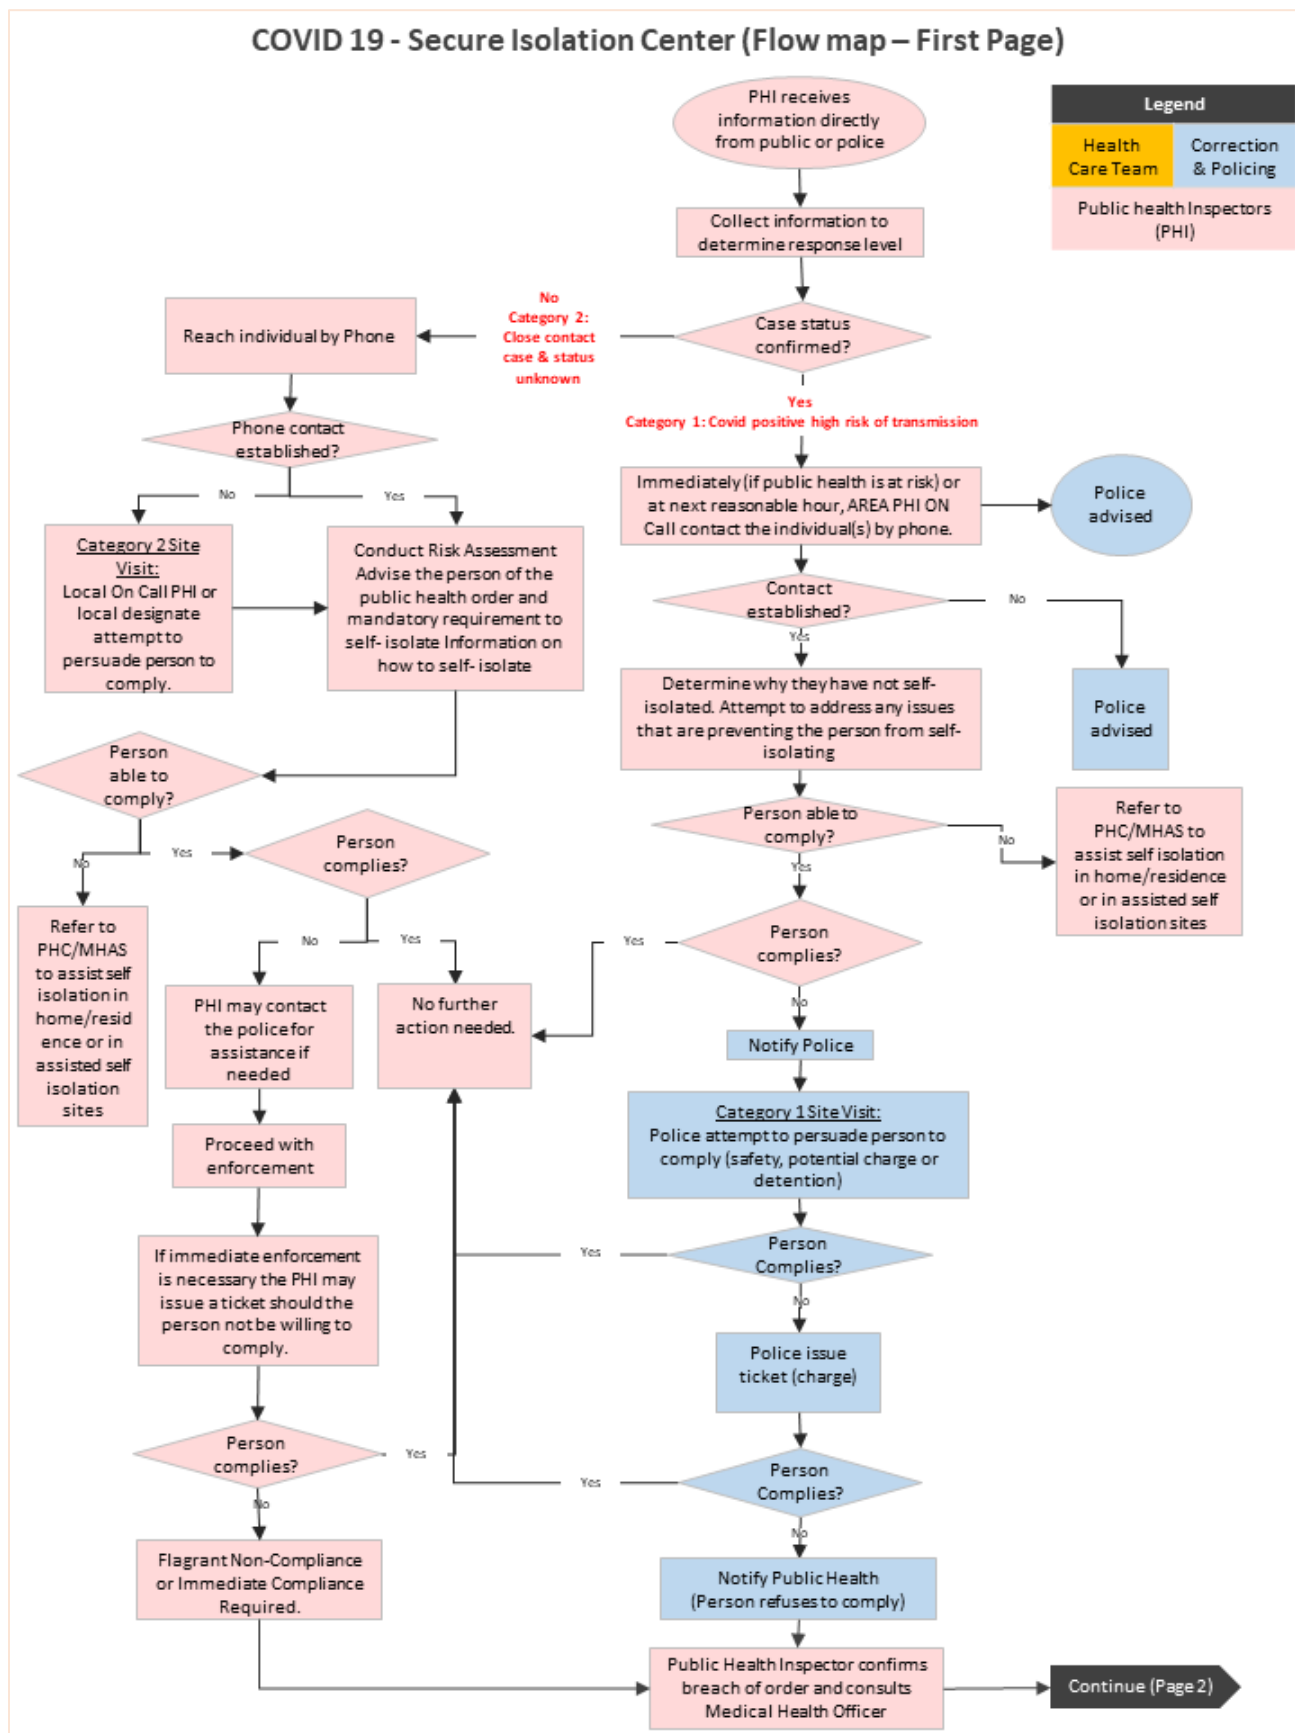 COVID 19 - Secure Isolation Center (Flow map – First Page)
PHI receives
information directly
from public or police
Legend
Health
Care Team
Correction
& Policing
Public health Inspectors
(PHI)
Collect information to
determine response level
Case status
confirmed?
No
Category 2:
Close contact
case & status
unknown
Reach individual by Phone
Yes
Category 1: Covid positive high risk of transmission
Phone contact
established?
No
Yes
Immediately (if public health is at risk) or
at next reasonable hour, AREA PHI ON
Call contact the individual(s) by phone.
Police
advised
Category 2 Site
Visit:
Local On Call PHI or
local designate
attempt to
persuade person to
comply.
Conduct Risk Assessment
Advise the person of the
public health order and
mandatory requirement to
self- isolate Information on
how to self- isolate
Contact
established?
No
Yes
Police
advised
Determine why they have not self-
isolated. Attempt to address any issues
that are preventing the person from self-
isolating
Person
able to
comply?
No
Yes
Person
complies?
Person able to
comply?
No
Yes
Refer to
PHC/MHAS to
assist self isolation
in home/residence
or in assisted self
isolation sites
Refer to
PHC/MHAS
to assist self
isolation in
home/resid
ence or in
assisted self
isolation
sites
No
Yes
PHI may contact
the police for
assistance if
needed
No further
action needed.
Person
complies?
Yes
No
Notify Police
Category 1 Site Visit:
Police attempt to persuade person to
comply (safety, potential charge or
detention)
Proceed with
enforcement
If immediate enforcement
is necessary the PHI may
issue a ticket should the
person not be willing to
comply.
Person
Complies?
Yes
No
Police issue
ticket (charge)
Person
complies?
Yes
No
Person
Complies?
Yes
No
Flagrant Non-Compliance
or Immediate Compliance
Required.
Notify Public Health
(Person refuses to comply)
Public Health Inspector confirms
breach of order and consults
Medical Health Officer
Continue (Page 2)